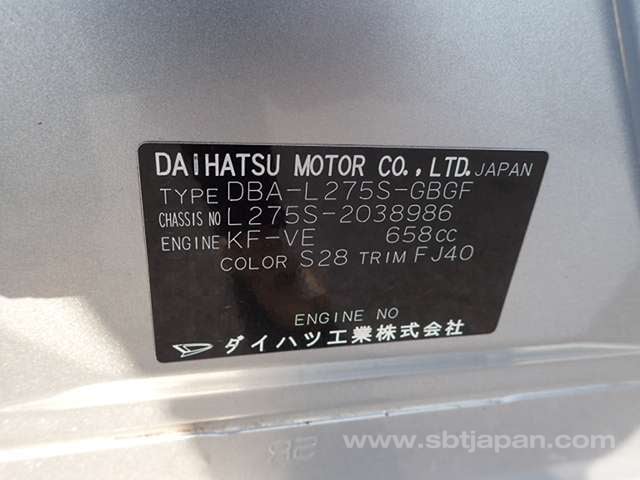 DAIHATSU MOTOR CO.,LTD. JAPAN
TYPE DBA-L275S-GBGF
CHASSIS NO L275S-2038986
ENGINE KF-VE 658CC
COLOR S28 TRIM FJ40
ENGINE NO
ダイハツ工業株式会社
www.sbtjapan.com